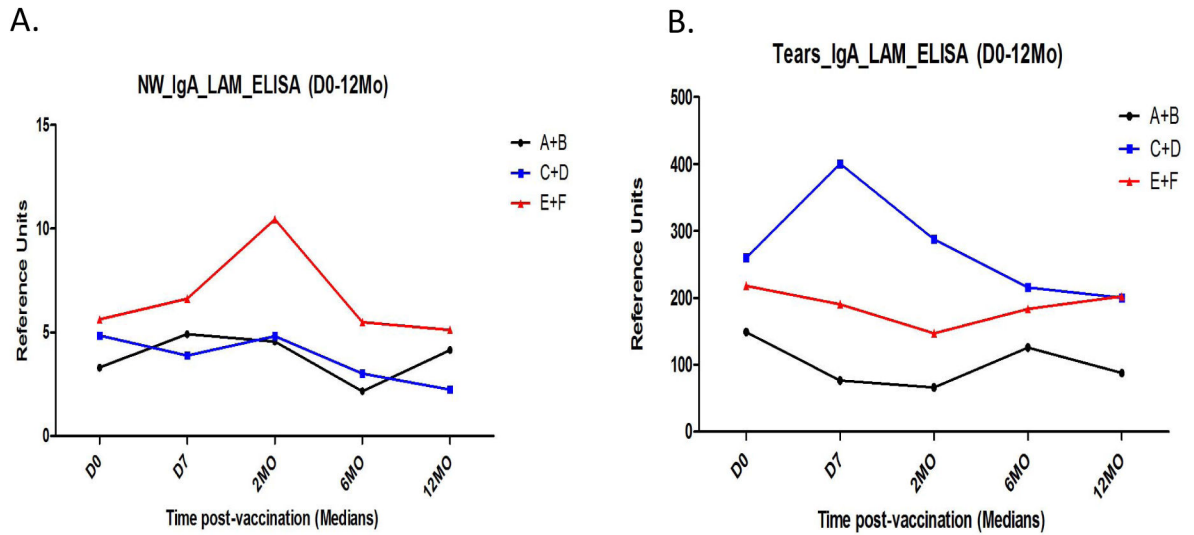 A.
NW_IgA_LAM_ELISA (D0-12Mo)
15
10
5
0
Reference Units
D0
D7
2MO
6MO
12MO
Time post-vaccination (Medians)
A+B
C+D
E+F
B.
Tears_IgA_LAM_ELISA (D0-12Mo)
500
400
300
200
100
0
Reference Units
D0
D7
2MO
6MO
12MO
Time post-vaccination (Medians)
A+B
C+D
E+F